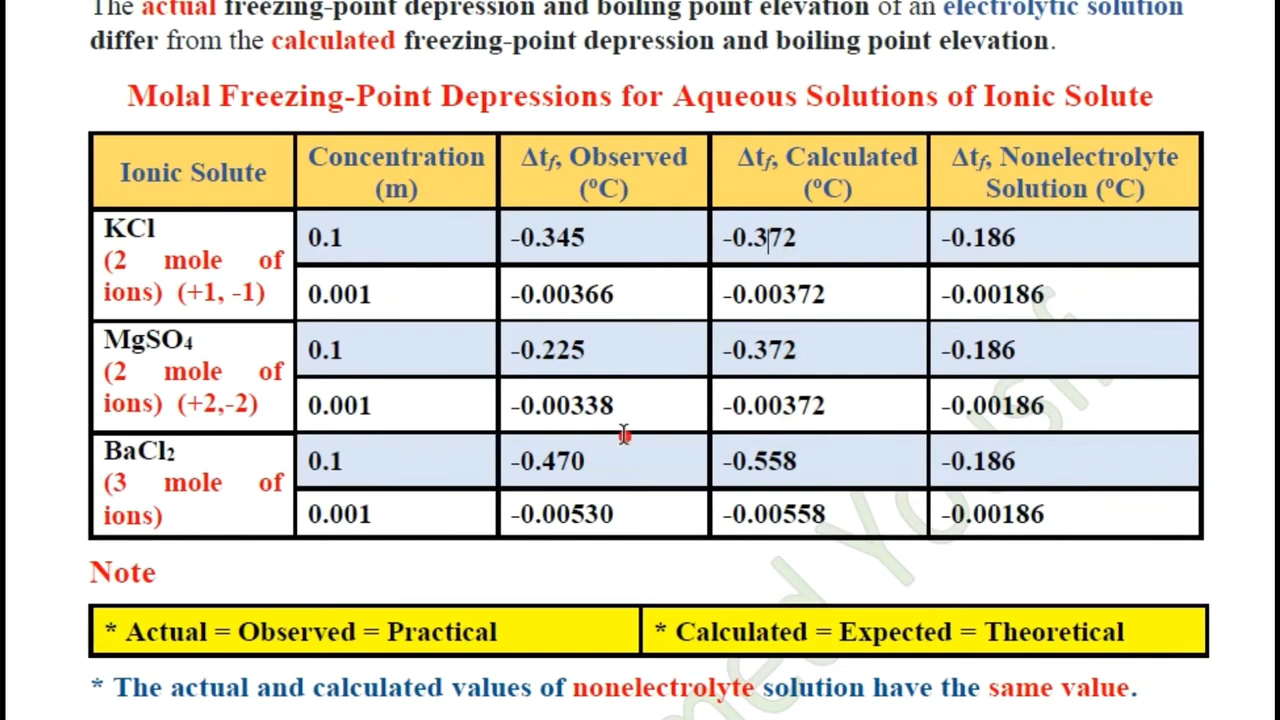 The actual freezing-point depression and boiling point elevation of an electrolytic solution
differ from the calculated freezing-point depression and boiling point elevation.
Molal Freezing-Point Depressions for Aqueous Solutions of Ionic Solute
Ionic Solute
Concentration
(m)
Δtf, Observed
(ºC)
Δtf, Calculated
(ºC)
Δtf, Nonelectrolyte
Solution (ºC)
KCl
(2 mole of
ions) (+1, -1)
0.1
-0.345
-0.372
-0.186
0.001
-0.00366
-0.00372
-0.00186
MgSO4
(2 mole of
ions) (+2,-2)
0.1
-0.225
-0.372
-0.186
0.001
-0.00338
-0.00372
-0.00186
BaCl2
(3 mole of
ions)
0.1
-0.470
-0.558
-0.186
0.001
-0.00530
-0.00558
-0.00186
Note
* Actual = Observed = Practical
* Calculated = Expected = Theoretical
* The actual and calculated values of nonelectrolyte solution have the same value.